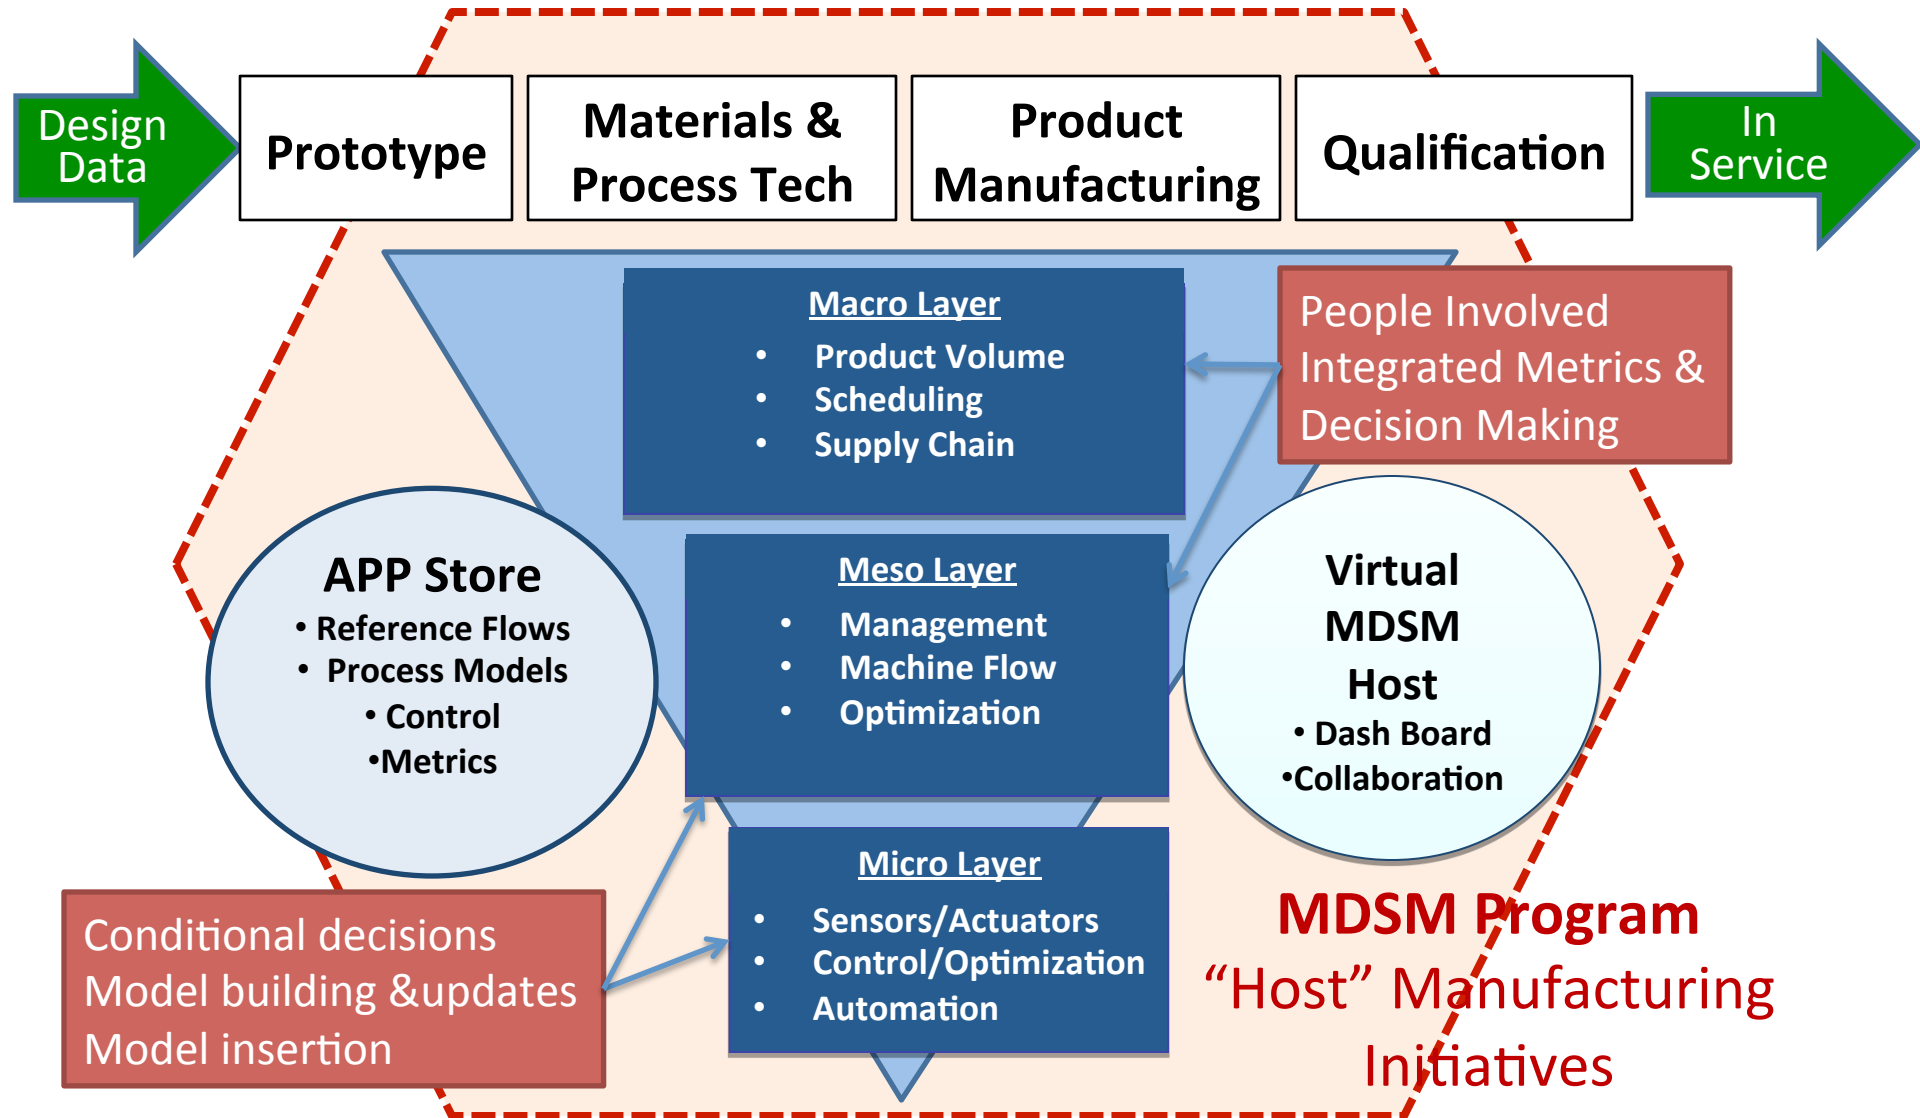 Design
Data
Prototype
Materials &
Process Tech
Product
Manufacturing
Qualification
In
Service
Macro Layer
• Product Volume
• Scheduling
• Supply Chain
People Involved
Integrated Metrics &
Decision Making
APP Store
• Reference Flows
• Process Models
• Control
•Metrics
Meso Layer
• Management
• Machine Flow
• Optimization
Virtual
MDSM
Host
• Dash Board
•Collaboration
Micro Layer
• Sensors/Actuators
• Control/Optimization
• Automation
Conditional decisions
Model building &updates
Model insertion
MDSM Program
“Host” Manufacturing
Initiatives